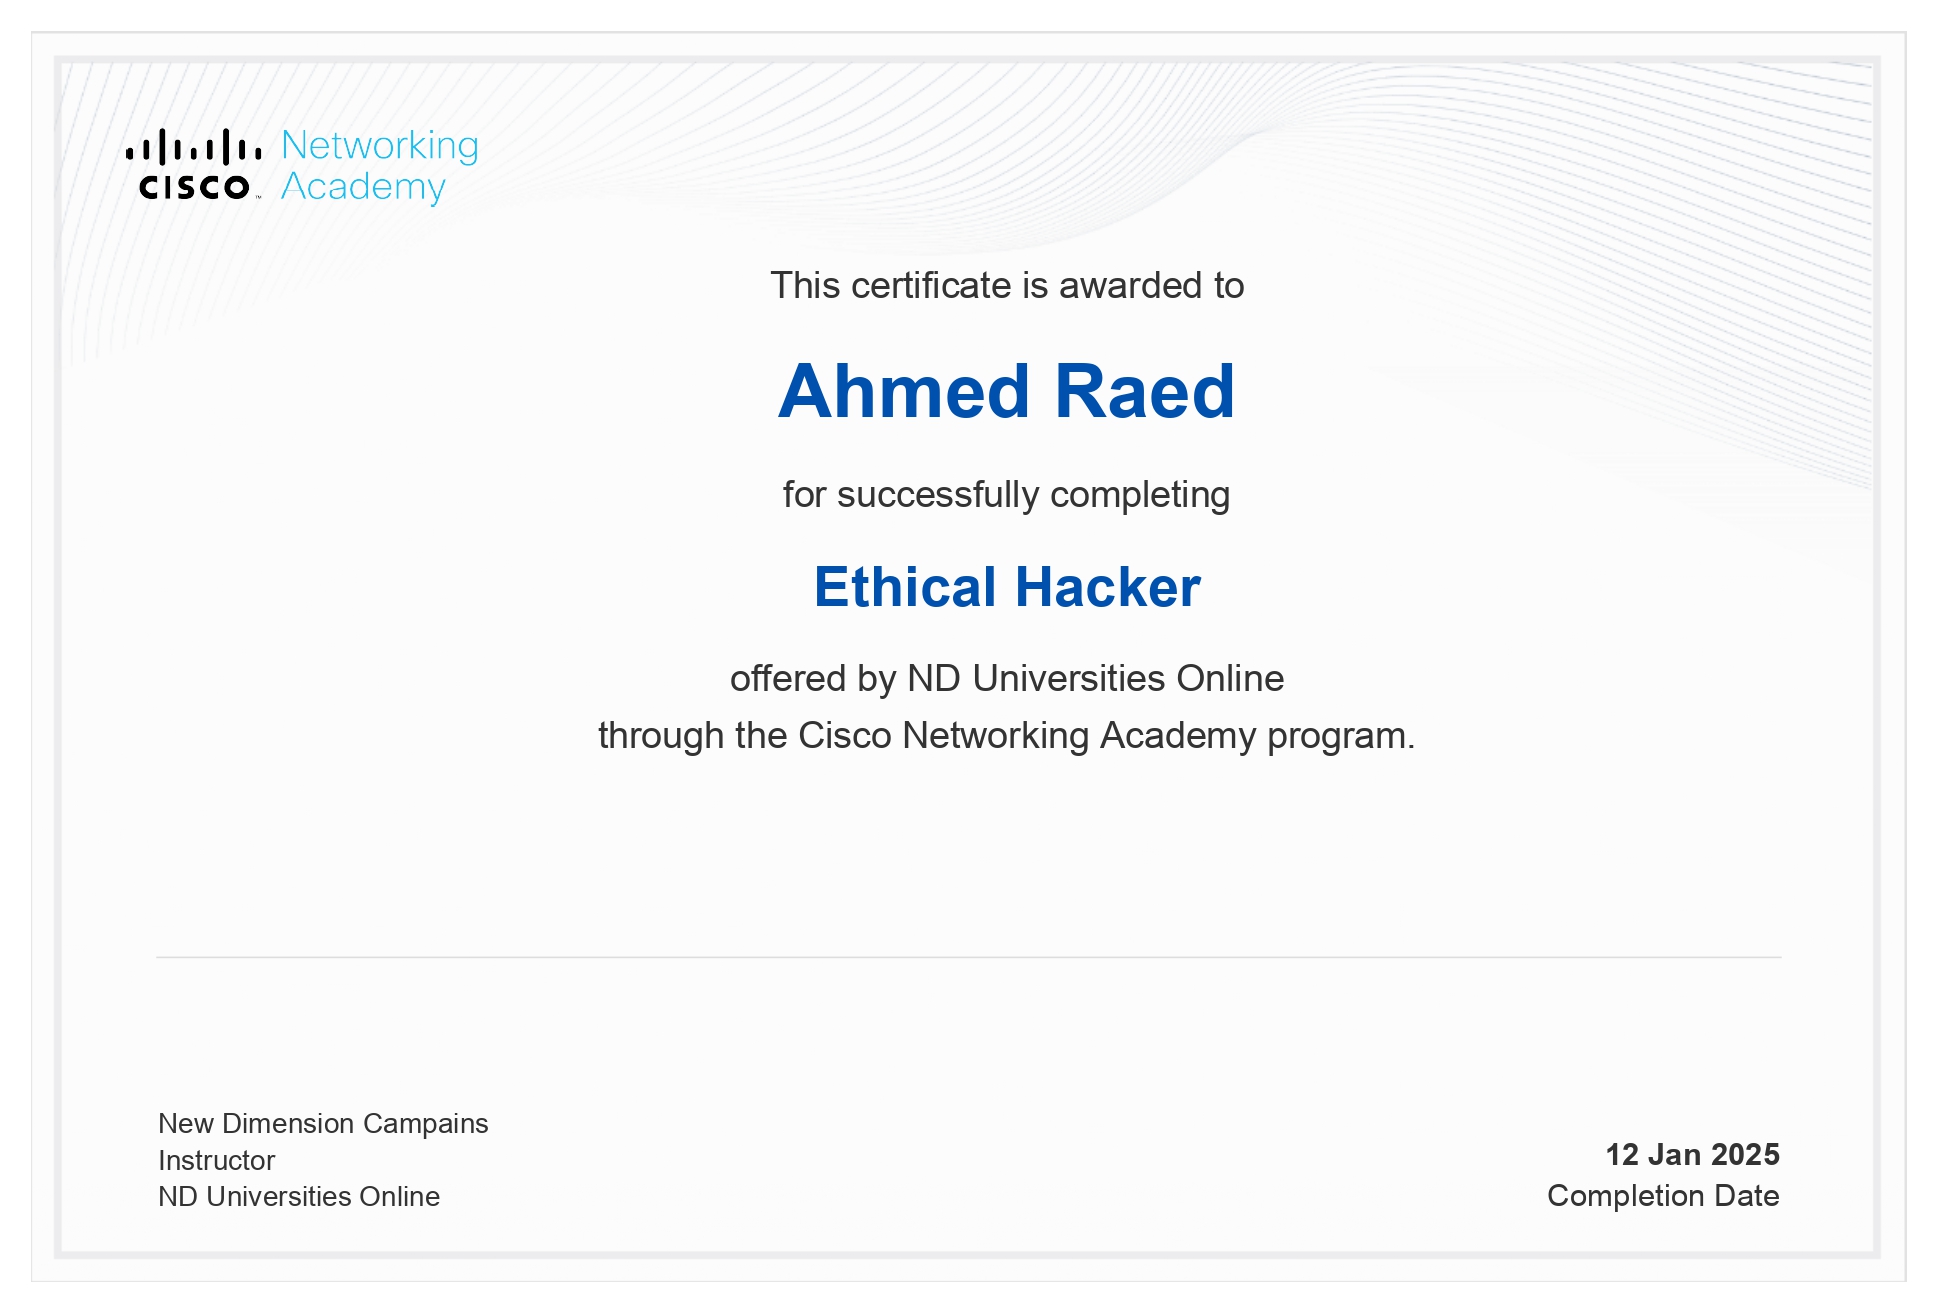 CISCO
Networking
Academy
This certificate is awarded to
Ahmed Raed
for successfully completing
Ethical Hacker
offered by ND Universities Online
through the Cisco Networking Academy program.
New Dimension Campains
Instructor
ND Universities Online
12 Jan 2025
Completion Date